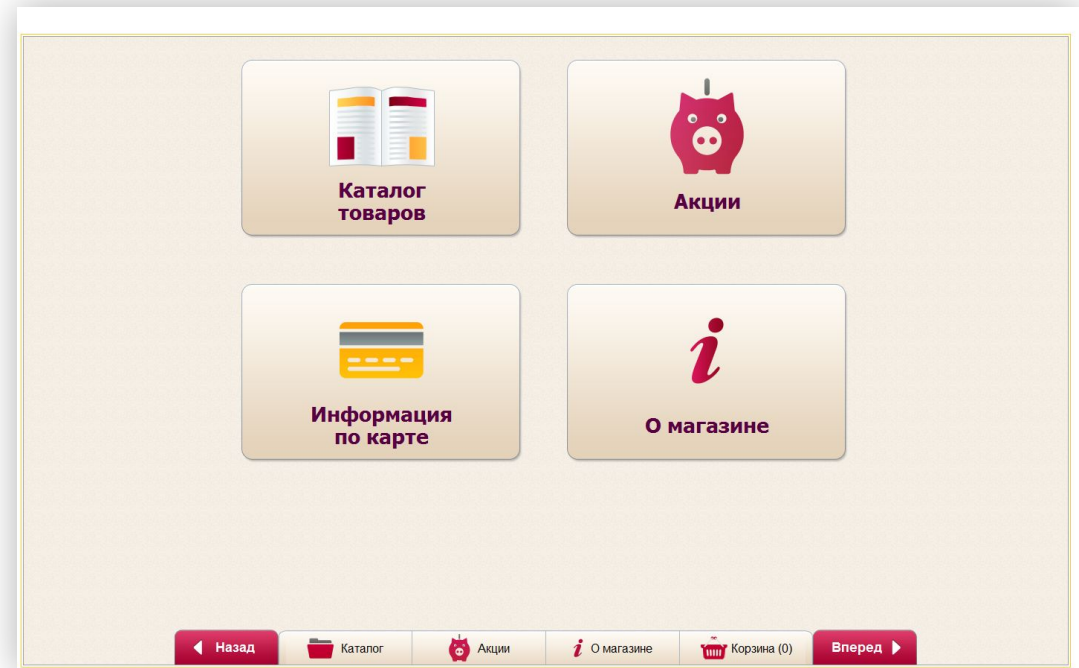 Каталог
товаров
Акции
Информация
по карте
О магазине
Назад
Каталог
Акции
О магазине
Корзина (0)
Вперед